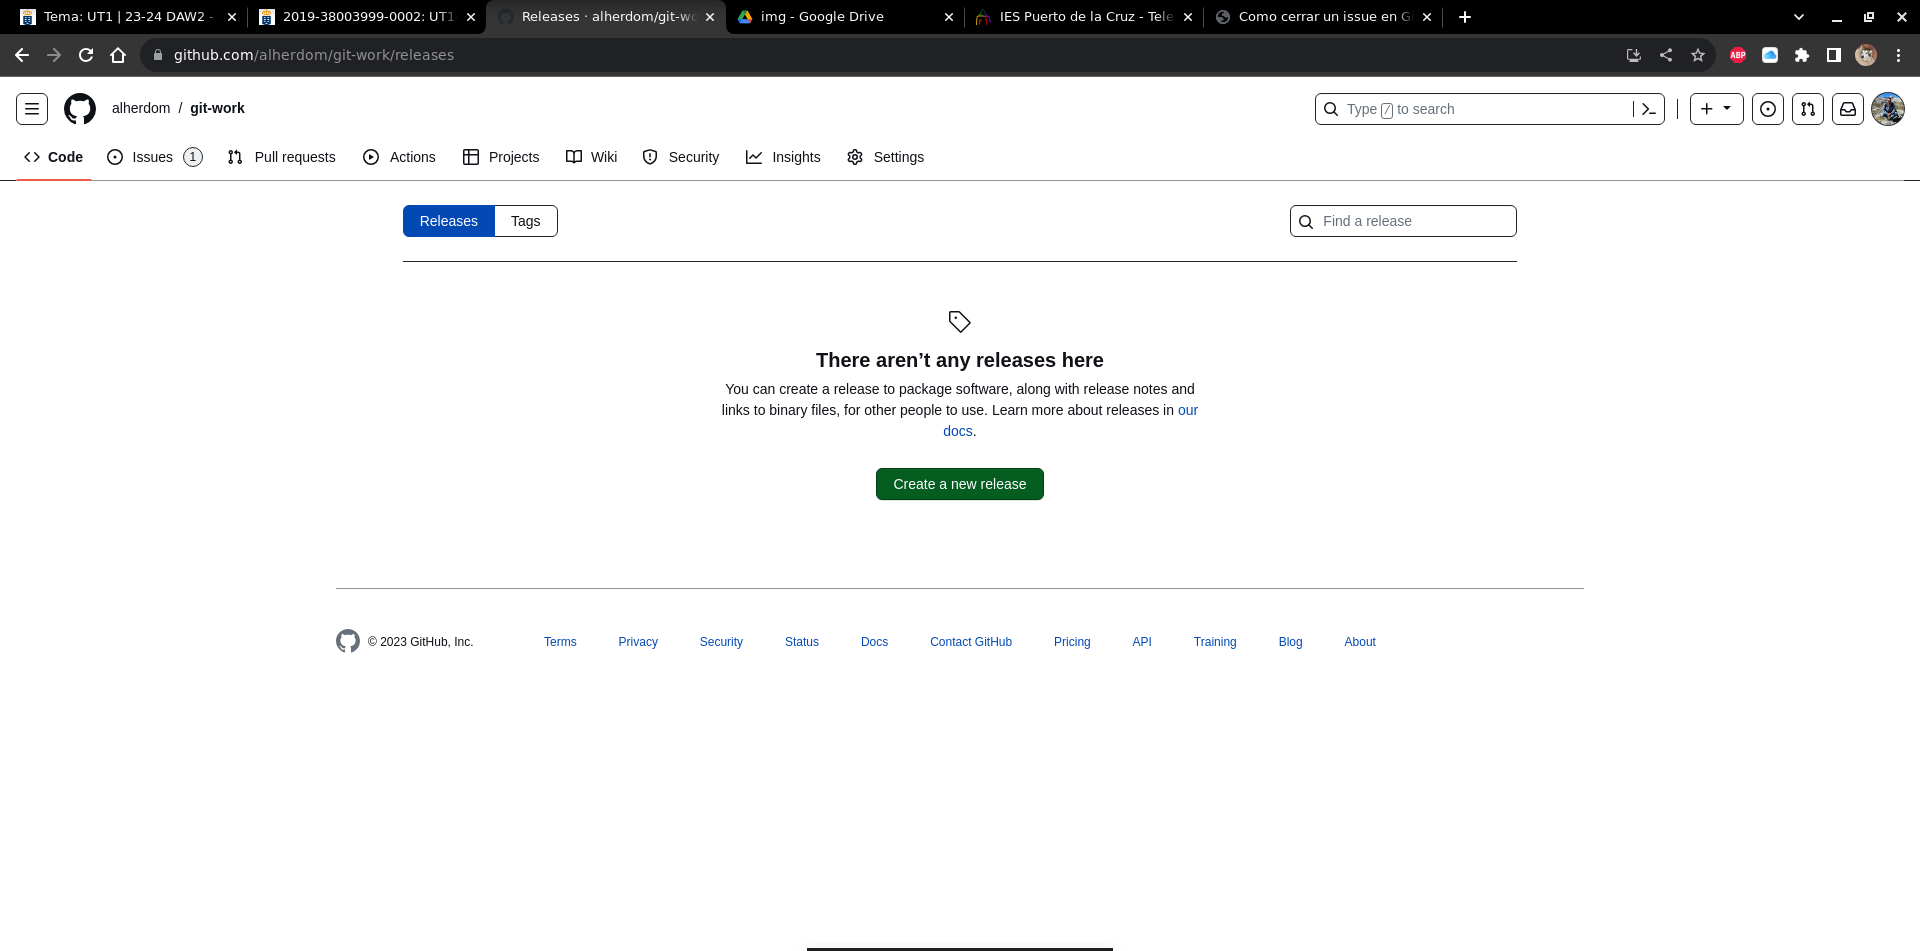 Tema: UT1 | 23-24 DAW2 -
2019-38003999-0002: UT1-
Releases · alherdom/git-wo
img - Google Drive
IES Puerto de la Cruz - Tele
Como cerrar un issue en G
github.com/alherdom/git-work/releases
ABP
alherdom / git-work
Type / to search
Code
Issues 1
Pull requests
Actions
Projects
Wiki
Security
Insights
Settings
Releases
Tags
Find a release
There aren’t any releases here
You can create a release to package software, along with release notes and
links to binary files, for other people to use. Learn more about releases in our
docs.
Create a new release
© 2023 GitHub, Inc.
Terms
Privacy
Security
Status
Docs
Contact GitHub
Pricing
API
Training
Blog
About